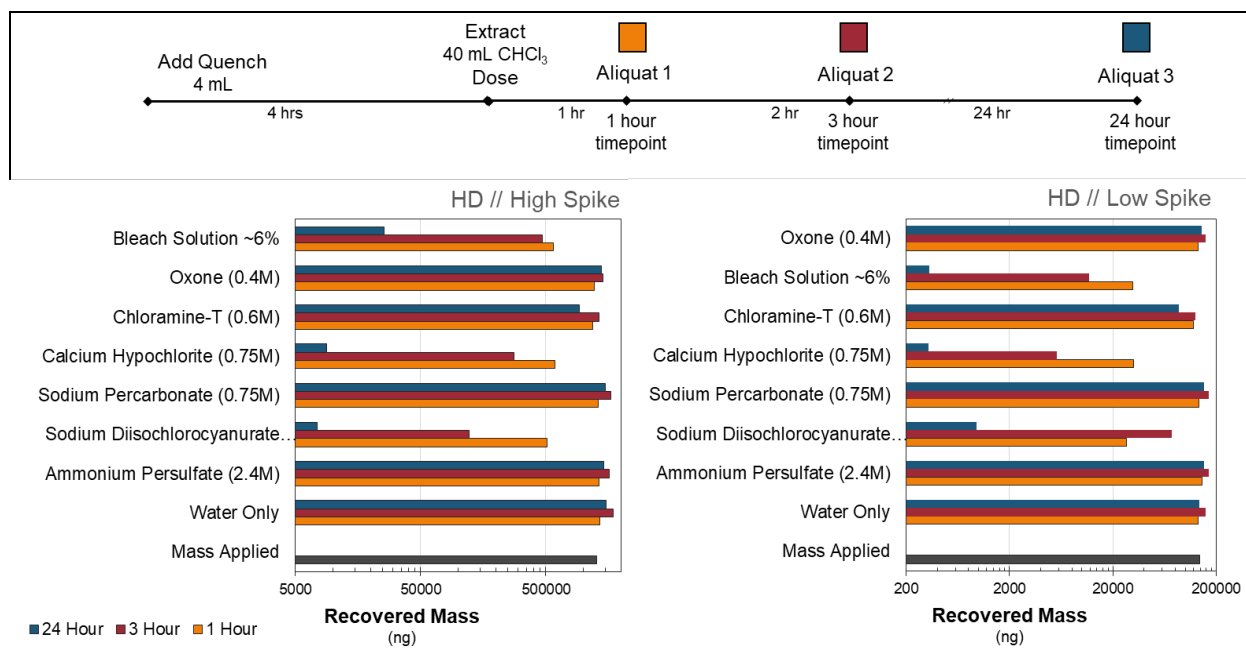 Add Quench
4 mL
Extract
40 mL CHCl₃
Dose
Aliquat 1
Aliquat 2
Aliquat 3
4 hrs
1 hr
2 hr
24 hr
1 hour
timepoint
3 hour
timepoint
24 hour
timepoint
HD // High Spike
Bleach Solution ~6%
Oxone (0.4M)
Chloramine-T (0.6M)
Calcium Hypochlorite (0.75M)
Sodium Percarbonate (0.75M)
Sodium Diisochlorocyanurate...
Ammonium Persulfate (2.4M)
Water Only
Mass Applied
5000
50000
500000
Recovered Mass
(ng)
24 Hour
3 Hour
1 Hour
HD // Low Spike
Oxone (0.4M)
Bleach Solution ~6%
Chloramine-T (0.6M)
Calcium Hypochlorite (0.75M)
Sodium Percarbonate (0.75M)
Sodium Diisochlorocyanurate...
Ammonium Persulfate (2.4M)
Water Only
Mass Applied
200
2000
20000
200000
Recovered Mass
(ng)